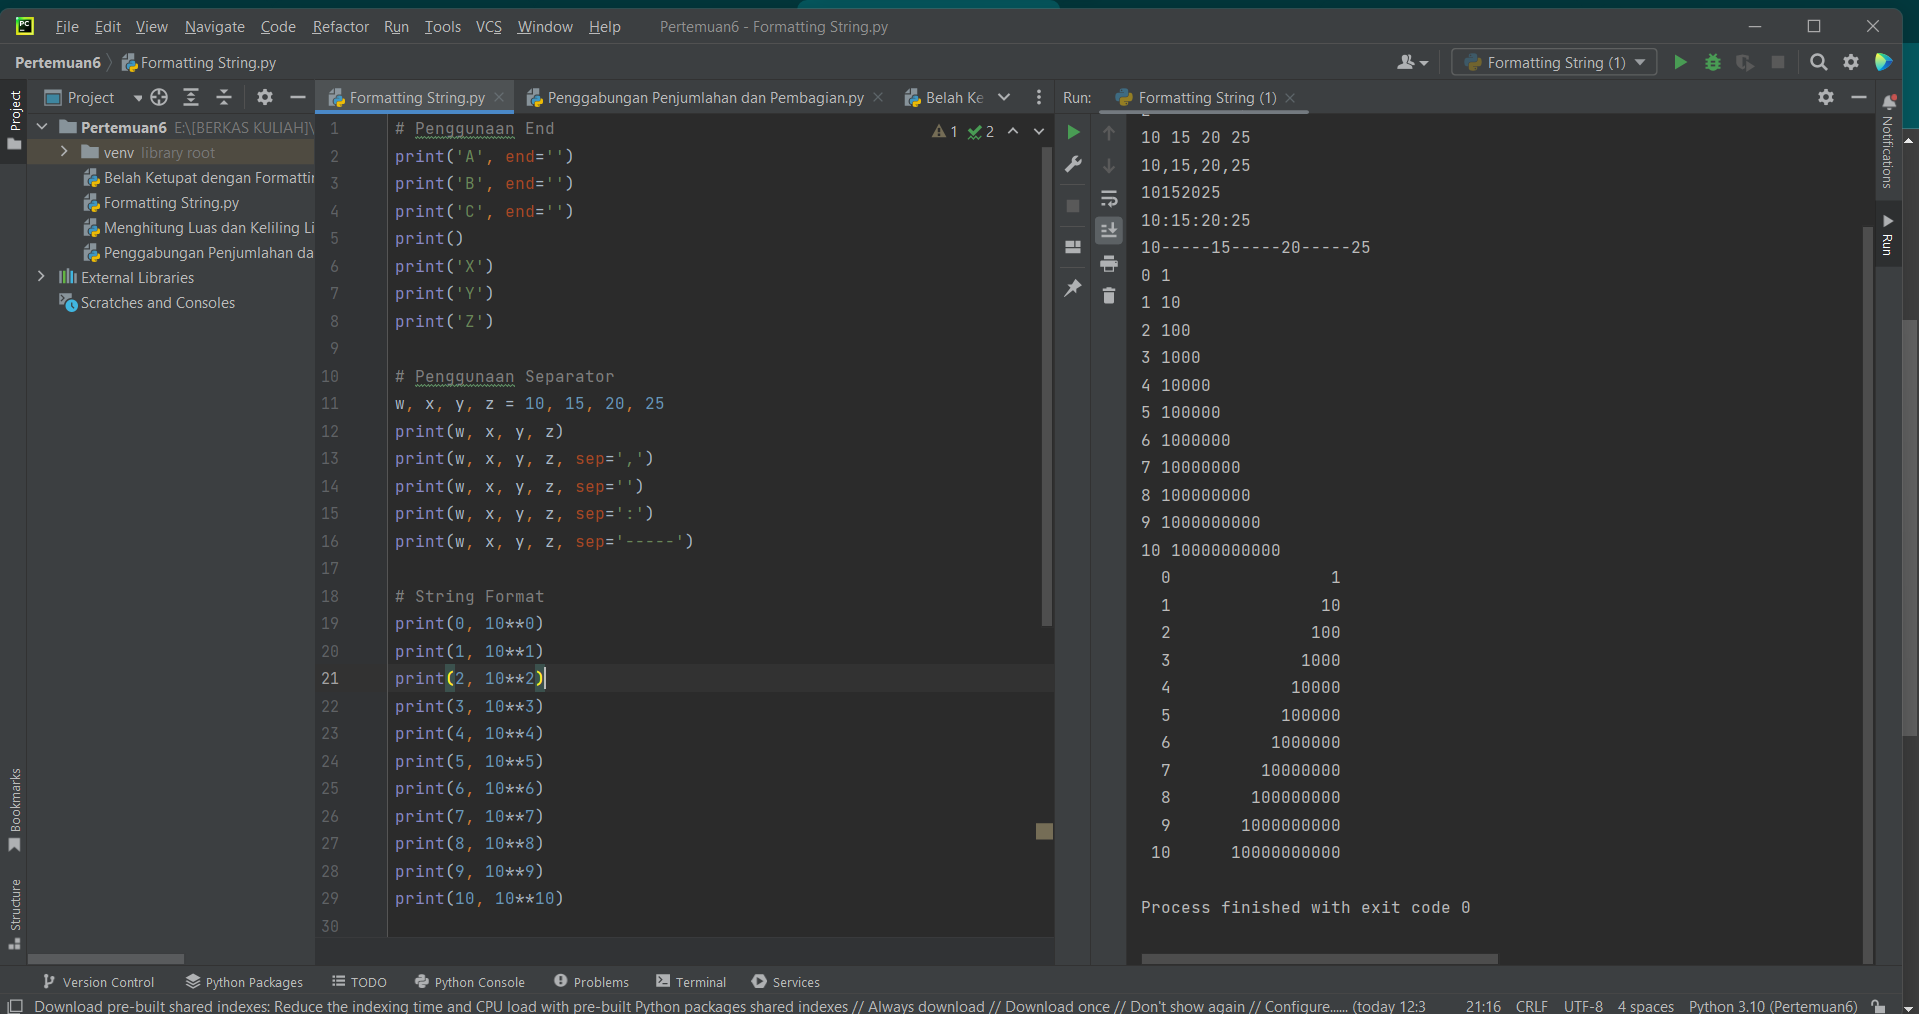 File Edit View Navigate Code Refactor Run Tools VCS Window Help Pertemuan6 - Formatting String.py
Pertemuan6 Formatting String.py Formatting String (1)
Project
Project
Pertemuan6 E:\[BERKAS KULIAH]\
venv library root
Belah Ketupat dengan Formattir
Formatting String.py
Menghitung Luas dan Keliling Li
Penggabungan Penjumlahan da
External Libraries
Scratches and Consoles
Bookmarks
Structure
Formatting String.py Penggabungan Penjumlahan dan Pembagian.py Belah Ke
1 2
1 # Penggunaan End
2 print('A', end='')
3 print('B', end='')
4 print('C', end='')
5 print()
6 print('X')
7 print('Y')
8 print('Z')
9
10 # Penggunaan Separator
11 w, x, y, z = 10, 15, 20, 25
12 print(w, x, y, z)
13 print(w, x, y, z, sep=',')
14 print(w, x, y, z, sep='')
15 print(w, x, y, z, sep=':')
16 print(w, x, y, z, sep='-----')
17
18 # String Format
19 print(0, 10**0)
20 print(1, 10**1)
21 print(2, 10**2)
22 print(3, 10**3)
23 print(4, 10**4)
24 print(5, 10**5)
25 print(6, 10**6)
26 print(7, 10**7)
27 print(8, 10**8)
28 print(9, 10**9)
29 print(10, 10**10)
30
Run: Formatting String (1)
10 15 20 25
10,15,20,25
10152025
10:15:20:25
10-----15-----20-----25
0 1
1 10
2 100
3 1000
4 10000
5 100000
6 1000000
7 10000000
8 100000000
9 1000000000
10 10000000000
0 1
1 10
2 100
3 1000
4 10000
5 100000
6 1000000
7 10000000
8 100000000
9 1000000000
10 10000000000
Process finished with exit code 0
Notifications
Run
Version Control Python Packages TODO Python Console Problems Terminal Services
Download pre-built shared indexes: Reduce the indexing time and CPU load with pre-built Python packages shared indexes // Always download // Download once // Don't show again // Configure...... (today 12:3 21:16 CRLF UTF-8 4 spaces Python 3.10 (Pertemuan6)